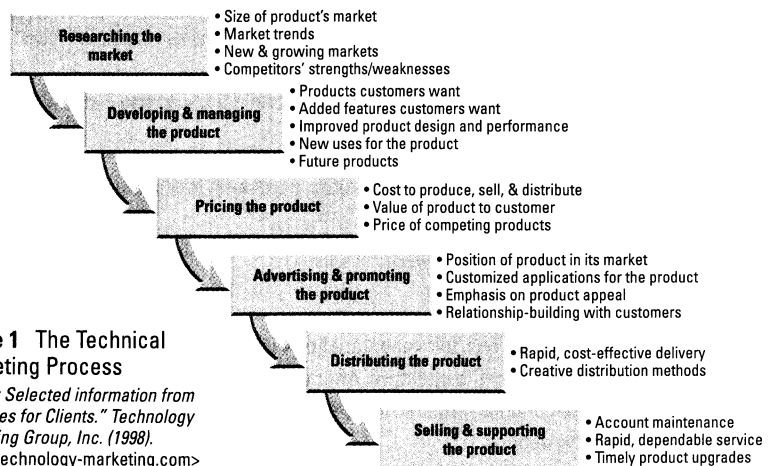 Researching the
market
• Size of product's market
• Market trends
• New & growing markets
• Competitors' strengths/weaknesses
Developing & managing
the product
• Products customers want
• Added features customers want
• Improved product design and performance
• New uses for the product
• Future products
Pricing the product
• Cost to produce, sell, & distribute
• Value of product to customer
• Price of competing products
Advertising & promoting
the product
• Position of product in its market
• Customized applications for the product
• Emphasis on product appeal
• Relationship-building with customers
Distributing the product
• Rapid, cost-effective delivery
• Creative distribution methods
Selling & supporting
the product
• Account maintenance
• Rapid, dependable service
• Timely product upgrades
e 1 The Technical
eting Process
Selected information from
es for Clients." Technology
ing Group, Inc. (1998).
echnology-marketing.com>